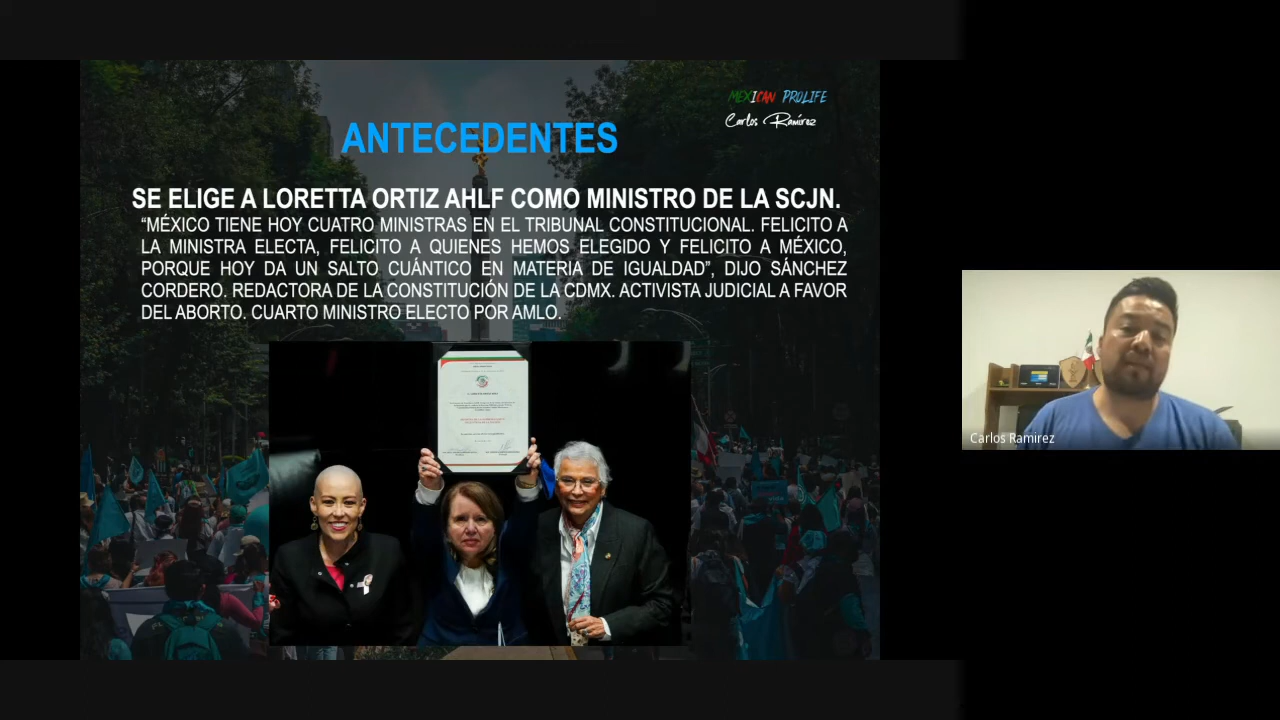 MEXICAN PROLIFE
Carlos Ramírez
ANTECEDENTES
SE ELIGE A LORETTA ORTIZ AHLF COMO MINISTRO DE LA SCJN.
“MÉXICO TIENE HOY CUATRO MINISTRAS EN EL TRIBUNAL CONSTITUCIONAL. FELICITO A
LA MINISTRA ELECTA, FELICITO A QUIENES HEMOS ELEGIDO Y FELICITO A MÉXICO,
PORQUE HOY DA UN SALTO CUÁNTICO EN MATERIA DE IGUALDAD”, DIJO SÁNCHEZ
CORDERO. REDACTORA DE LA CONSTITUCIÓN DE LA CDMX. ACTIVISTA JUDICIAL A FAVOR
DEL ABORTO. CUARTO MINISTRO ELECTO POR AMLO.
Carlos Ramirez